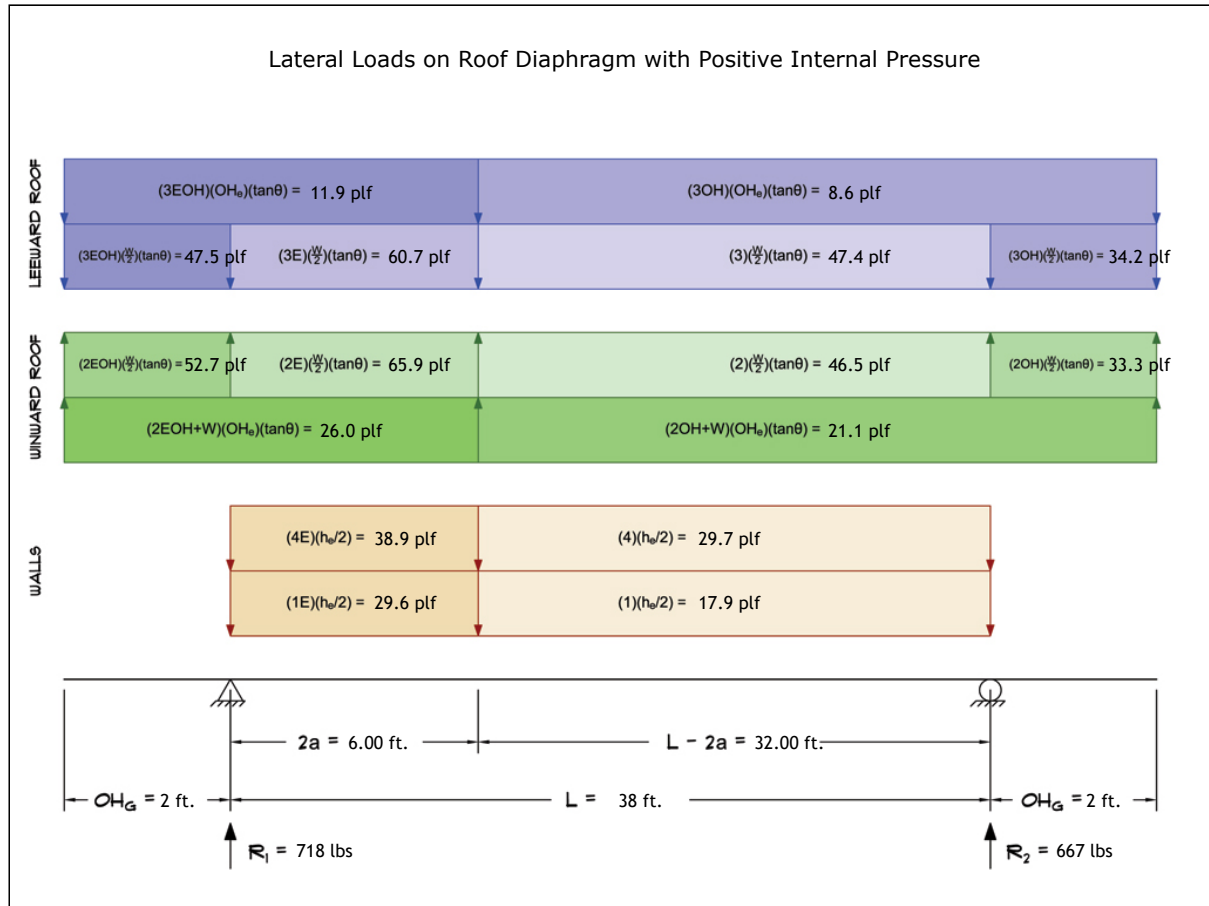 Lateral Loads on Roof Diaphragm with Positive Internal Pressure
LEEWARD ROOF
(3EOH)(OHₑ)(tanθ) = 11.9 plf
(3OH)(OHₑ)(tanθ) = 8.6 plf
(3EOH)(W/2)(tanθ) = 47.5 plf
(3E)(W/2)(tanθ) = 60.7 plf
(3)(W/2)(tanθ) = 47.4 plf
(3OH)(W/2)(tanθ) = 34.2 plf
WINWARD ROOF
(2EOH)(W/2)(tanθ) = 52.7 plf
(2E)(W/2)(tanθ) = 65.9 plf
(2)(W/2)(tanθ) = 46.5 plf
(2OH)(W/2)(tanθ) = 33.3 plf
(2EOH+W)(OHₑ)(tanθ) = 26.0 plf
(2OH+W)(OHₑ)(tanθ) = 21.1 plf
WALLS
(4E)(hₑ/2) = 38.9 plf
(4)(hₑ/2) = 29.7 plf
(1E)(hₑ/2) = 29.6 plf
(1)(hₑ/2) = 17.9 plf
2a = 6.00 ft.
L - 2a = 32.00 ft.
OH_G = 2 ft.
L = 38 ft.
OH_G = 2 ft.
R₁ = 718 lbs
R₂ = 667 lbs